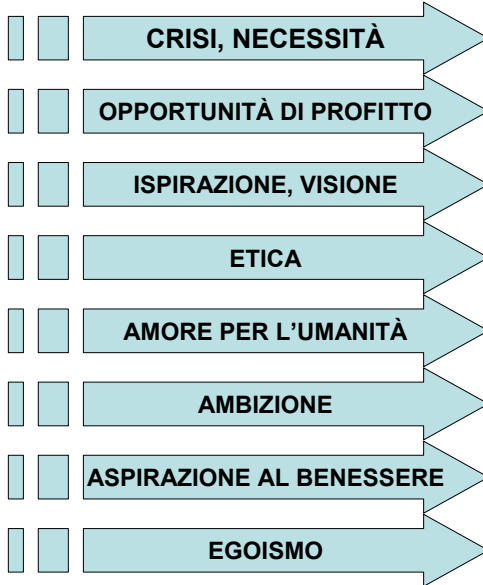 CRISI, NECESSITÀ
OPPORTUNITÀ DI PROFITTO
ISPIRAZIONE, VISIONE
ETICA
AMORE PER L'UMANITÀ
AMBIZIONE
ASPIRAZIONE AL BENESSERE
EGOISMO